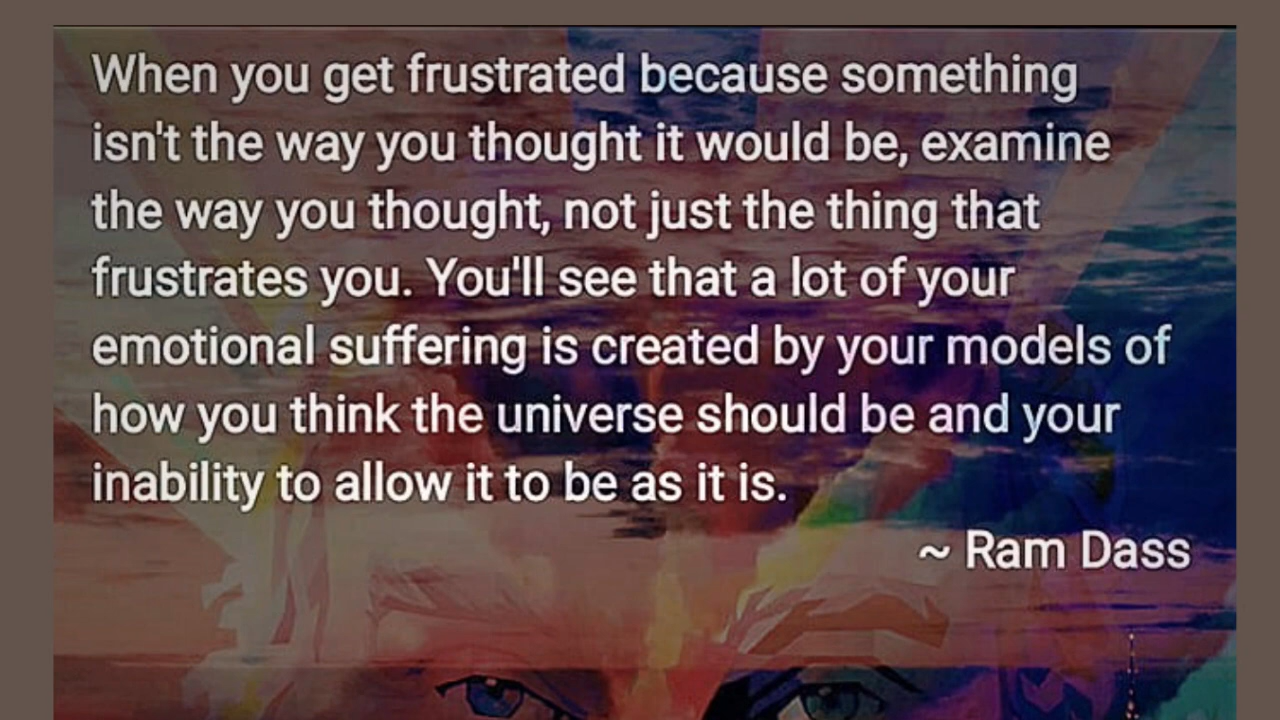 When you get frustrated because something
isn't the way you thought it would be, examine
the way you thought, not just the thing that
frustrates you. You'll see that a lot of your
emotional suffering is created by your models of
how you think the universe should be and your
inability to allow it to be as it is.
~ Ram Dass